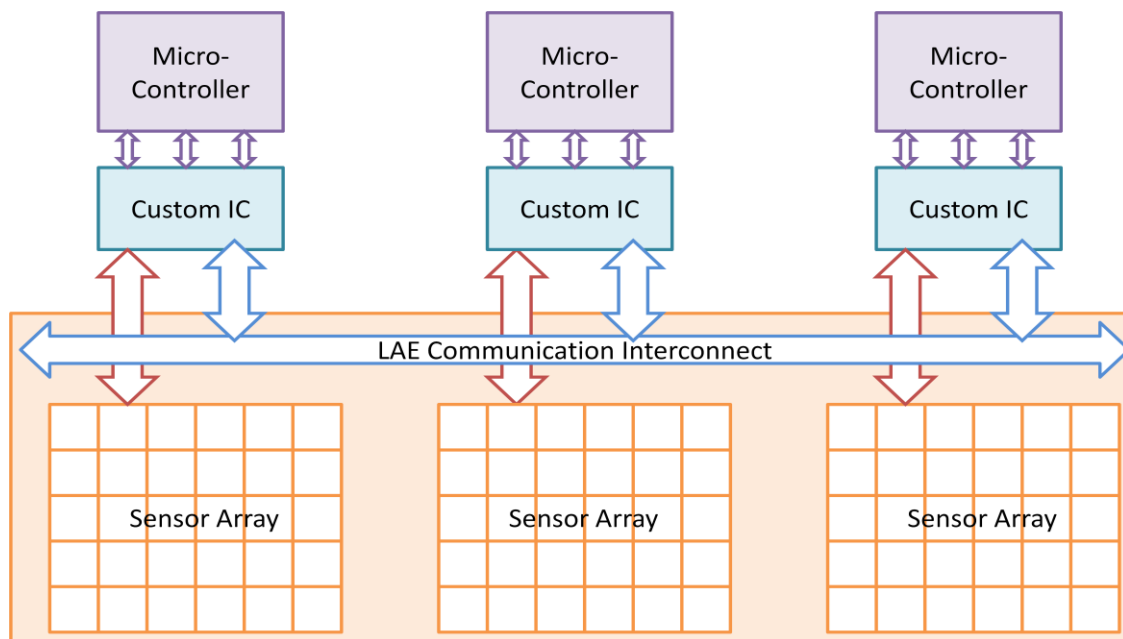 Micro-
Controller
Micro-
Controller
Micro-
Controller
Custom IC
Custom IC
Custom IC
LAE Communication Interconnect
Sensor Array
Sensor Array
Sensor Array